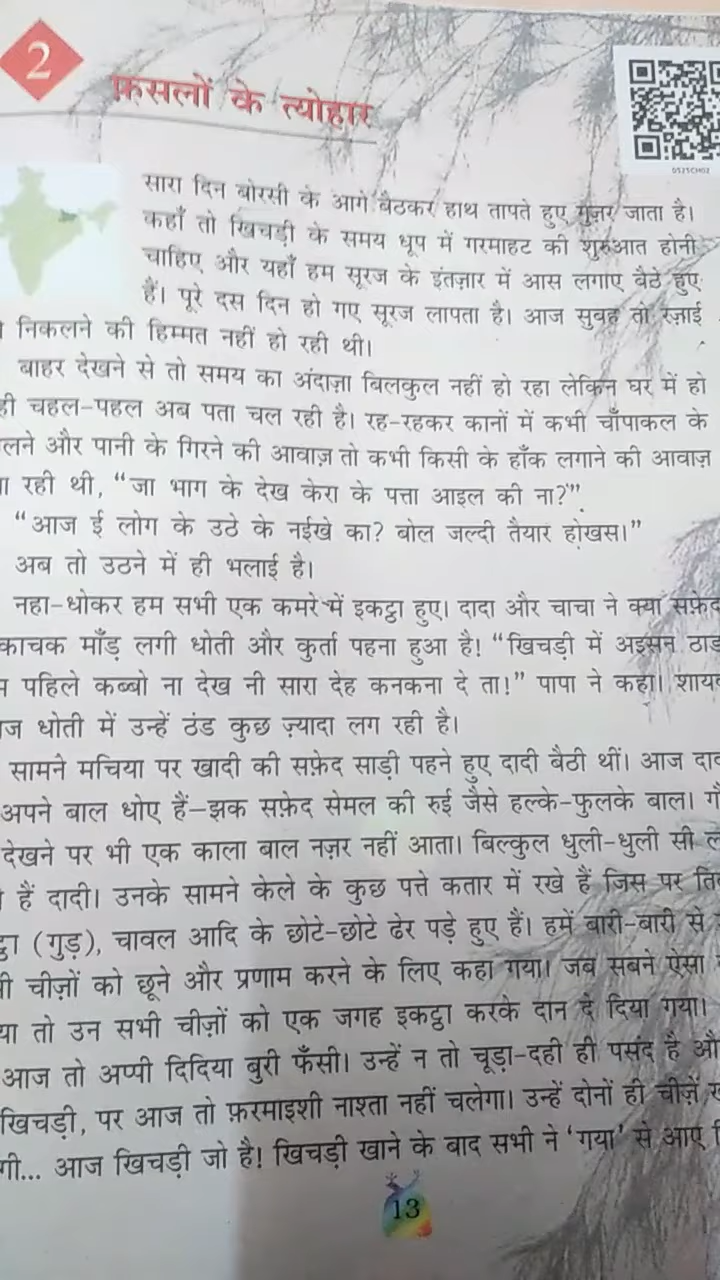 2
फ़सलों के त्योहार
0525CH02
सारा दिन बोरसी के आगे बैठकर हाथ तापते हुए गुज़र जाता है।
कहाँ तो खिचड़ी के समय धूप में गरमाहट की शुरुआत होनी
चाहिए और यहाँ हम सूरज के इंतज़ार में आस लगाए बैठे हुए
हैं। पूरे दस दिन हो गए सूरज लापता है। आज सुबह तो रज़ाई
निकलने की हिम्मत नहीं हो रही थी।
बाहर देखने से तो समय का अंदाज़ा बिलकुल नहीं हो रहा लेकिन घर में हो
ही चहल-पहल अब पता चल रही है। रह-रहकर कानों में कभी चाँपाकल के
लने और पानी के गिरने की आवाज़ तो कभी किसी के हाँक लगाने की आवाज़
रही थी, “जा भाग के देख केरा के पत्ता आइल की ना?”
“आज ई लोग के उठे के नईखे का? बोल जल्दी तैयार होखस।”
अब तो उठने में ही भलाई है।
नहा-धोकर हम सभी एक कमरे में इकट्ठा हुए। दादा और चाचा ने क्या सफ़ेद
काचक माँड़ लगी धोती और कुर्ता पहना हुआ है! “खिचड़ी में अइसन ठाड़
पहिले कब्बो ना देख नी सारा देह कनकना दे ता!” पापा ने कहा। शायद
ज धोती में उन्हें ठंड कुछ ज़्यादा लग रही है।
सामने मचिया पर खादी की सफ़ेद साड़ी पहने हुए दादी बैठी थीं। आज दाद
अपने बाल धोए हैं–झक सफ़ेद सेमल की रुई जैसे हल्के-फुलके बाल। गौ
देखने पर भी एक काला बाल नज़र नहीं आता। बिल्कुल धुली-धुली सी ल
हैं दादी। उनके सामने केले के कुछ पत्ते कतार में रखे हैं जिस पर ति
ट्ठा (गुड़), चावल आदि के छोटे-छोटे ढेर पड़े हुए हैं। हमें बारी-बारी से
ी चीज़ों को छूने और प्रणाम करने के लिए कहा गया। जब सबने ऐसा
या तो उन सभी चीज़ों को एक जगह इकट्ठा करके दान दे दिया गया।
आज तो अप्पी दिदिया बुरी फँसी। उन्हें न तो चूड़ा-दही ही पसंद है औ
खिचड़ी, पर आज तो फ़रमाइशी नाश्ता नहीं चलेगा। उन्हें दोनों ही चीज़ें
गी... आज खिचड़ी जो है! खिचड़ी खाने के बाद सभी ने ‘गया’ से आए
13